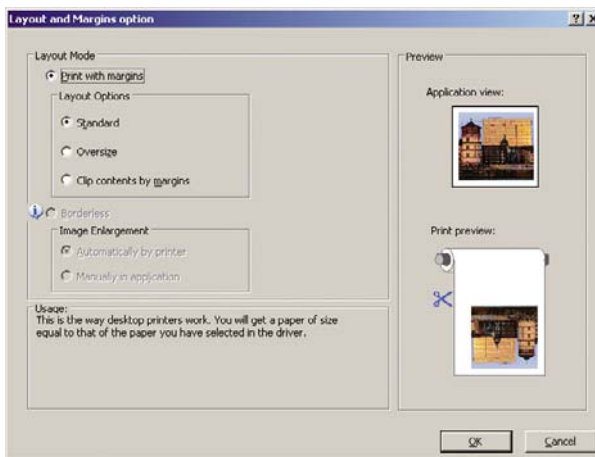 Layout and Margins option
Layout Mode
Print with margins
Layout Options
Standard
Oversize
Clip contents by margins
Borderless
Image Enlargement
Automatically by printer
Manually in application
Usage:
This is the way desktop printers work. You will get a paper of size
equal to that of the paper you have selected in the driver.
Preview
Application view:
Print preview:
OK
Cancel